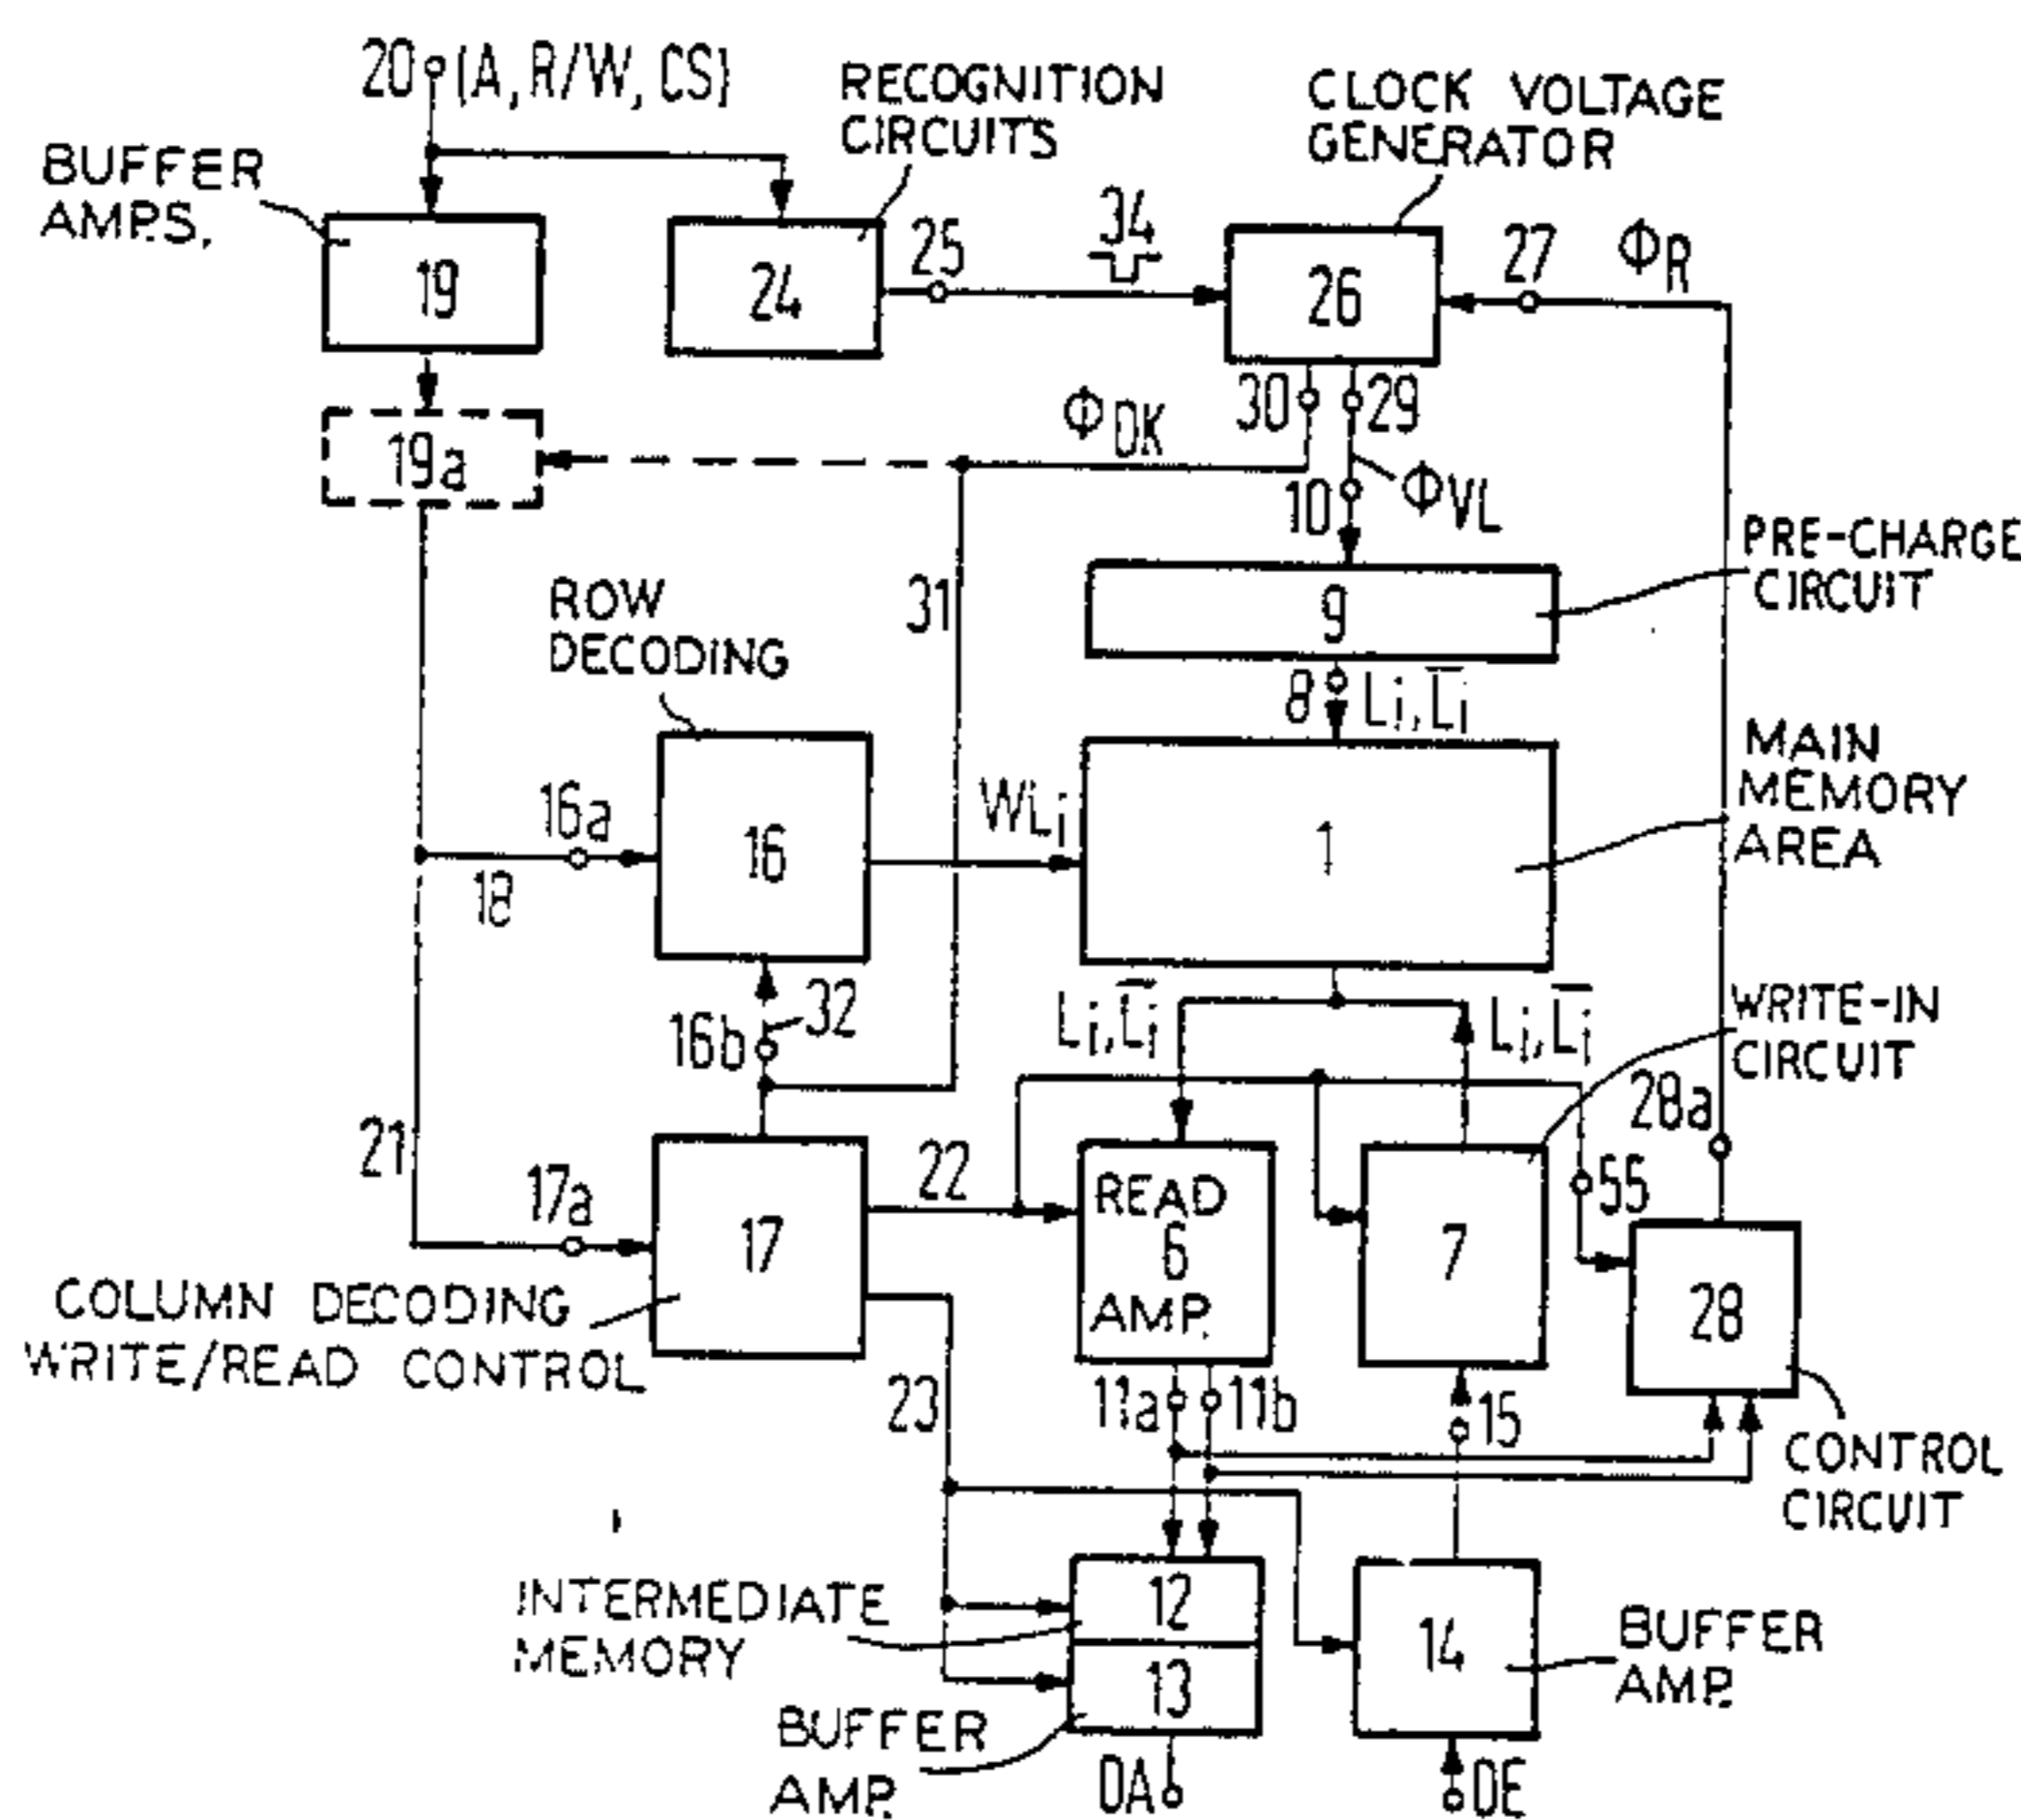 20 (A, R/W, CS)
RECOGNITION
CIRCUITS
CLOCK VOLTAGE
GENERATOR
BUFFER
AMPS.
19
24
25
34
26
27
ΦR
30
29
ΦDK
ΦVL
19a
10
PRE-CHARGE
CIRCUIT
9
31
ROW
DECODING
8
Li, L̅i̅
MAIN
MEMORY
AREA
16a
16
WLi
1
18
32
16b
Li, L̅i̅
Li, L̅i̅
WRITE-IN
CIRCUIT
28a
21
17a
17
22
READ
6
AMP.
7
55
28
COLUMN DECODING
WRITE/READ CONTROL
23
11a
11b
15
CONTROL
CIRCUIT
INTERMEDIATE
MEMORY
12
13
14
BUFFER
AMP.
BUFFER
AMP.
DA
DE